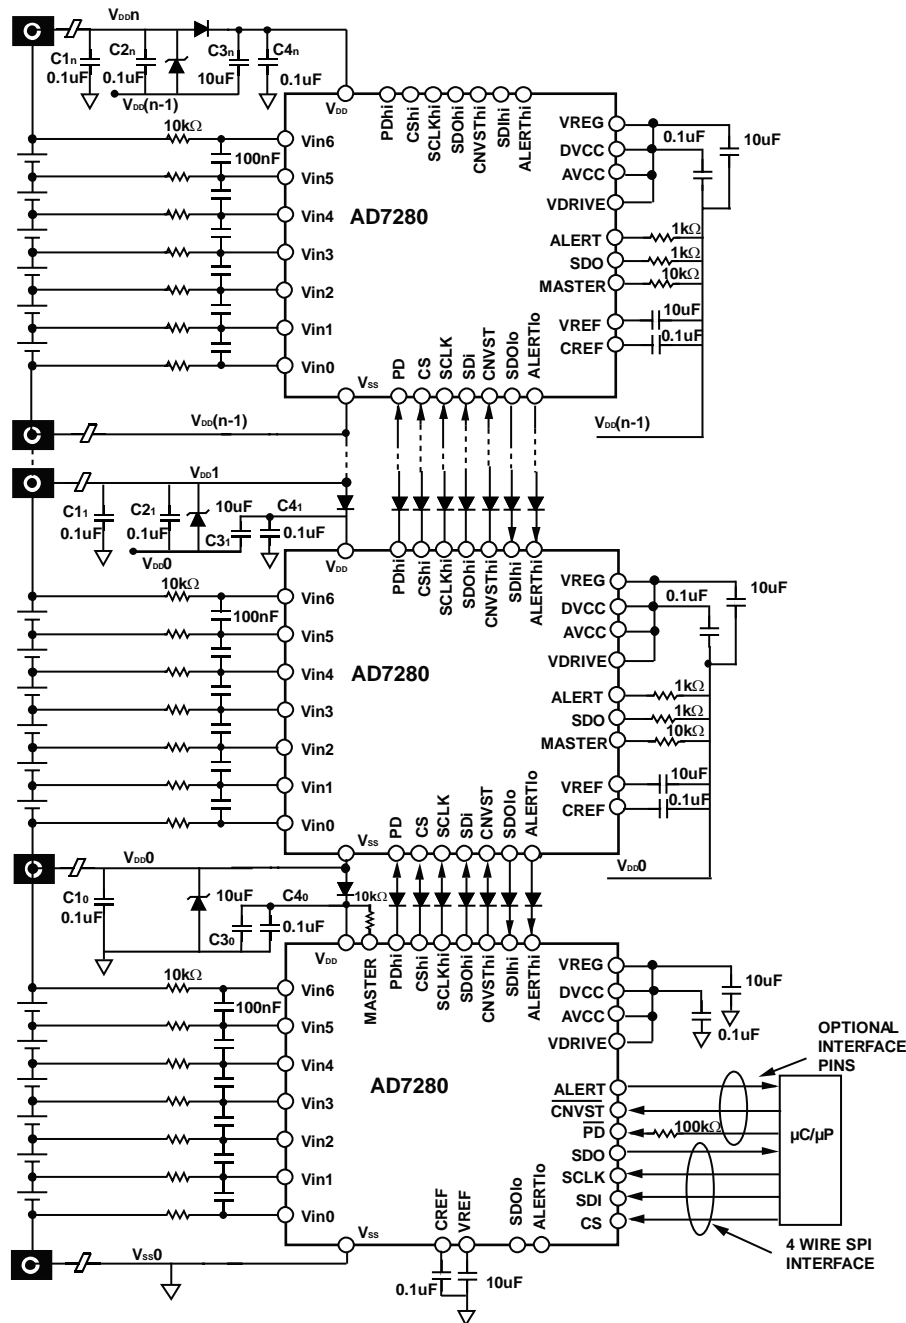 VDDn
C1n
0.1uF
C2n
0.1uF
C3n
10uF
C4n
0.1uF
VDD(n-1)
VDD
PDhi
CShi
SCLKhi
SDOhi
CNVSThi
SDIhi
ALERThi
10kΩ
100nF
Vin6
Vin5
Vin4
Vin3
Vin2
Vin1
Vin0
AD7280
VREG
DVCC
AVCC
VDRIVE
ALERT
SDO
MASTER
VREF
CREF
0.1uF
10uF
1kΩ
1kΩ
10kΩ
10uF
0.1uF
VDD(n-1)
VSS
PD
CS
SCLK
SDi
CNVST
SDOlo
ALERTlo
VDD(n-1)
VDD1
C11
0.1uF
C21
0.1uF
10uF
C31
C41
0.1uF
VDD0
VDD
PDhi
CShi
SCLKhi
SDOhi
CNVSThi
SDIhi
ALERThi
10kΩ
100nF
Vin6
Vin5
Vin4
Vin3
Vin2
Vin1
Vin0
AD7280
VREG
DVCC
AVCC
VDRIVE
ALERT
SDO
MASTER
VREF
CREF
0.1uF
10uF
1kΩ
1kΩ
10kΩ
10uF
0.1uF
VDD0
VSS
PD
CS
SCLK
SDi
CNVST
SDOlo
ALERTlo
VDD0
C10
0.1uF
10uF
C30
C40
0.1uF
10kΩ
VDD
MASTER
PDhi
CShi
SCLKhi
SDOhi
CNVSThi
SDIhi
ALERThi
10kΩ
100nF
Vin6
Vin5
Vin4
Vin3
Vin2
Vin1
Vin0
AD7280
VREG
DVCC
AVCC
VDRIVE
10uF
0.1uF
OPTIONAL
INTERFACE
PINS
ALERT
CNVST
PD
SDO
SCLK
SDI
CS
100kΩ
µC/µP
4 WIRE SPI
INTERFACE
VSS
CREF
VREF
SDOlo
ALERTlo
VSS0
0.1uF
10uF